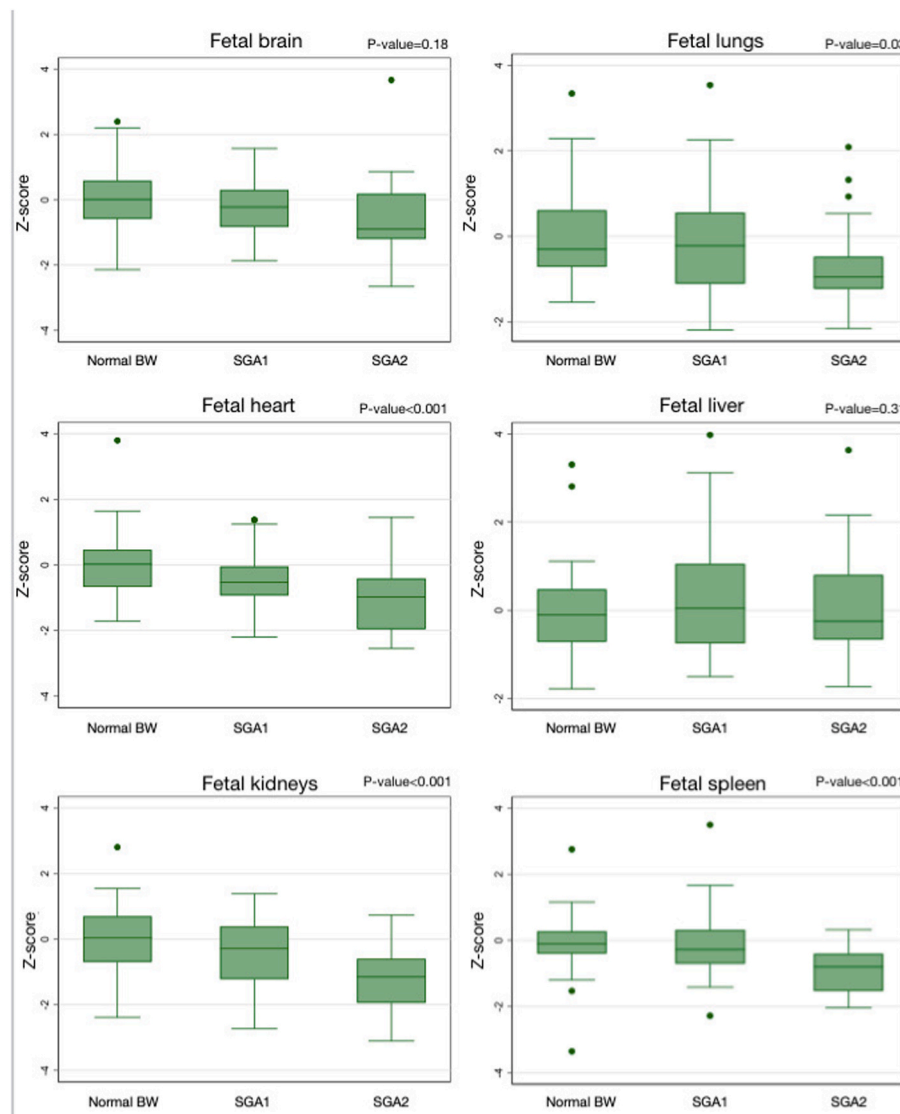 Fetal brain P-value=0.18
Z-score
4
2
0
-2
-4
Normal BW SGA1 SGA2
Fetal lungs
Z-score
4
2
0
-2
Normal BW SGA1 SGA2
Fetal heart P-value<0.001
Z-score
4
2
0
-2
-4
Normal BW SGA1 SGA2
Fetal liver
Z-score
4
2
0
-2
Normal BW SGA1 SGA2
Fetal kidneys P-value<0.001
Z-score
4
2
0
-2
-4
Normal BW SGA1 SGA2
Fetal spleen P-value<0.001
Z-score
4
2
0
-2
-4
Normal BW SGA1 SGA2